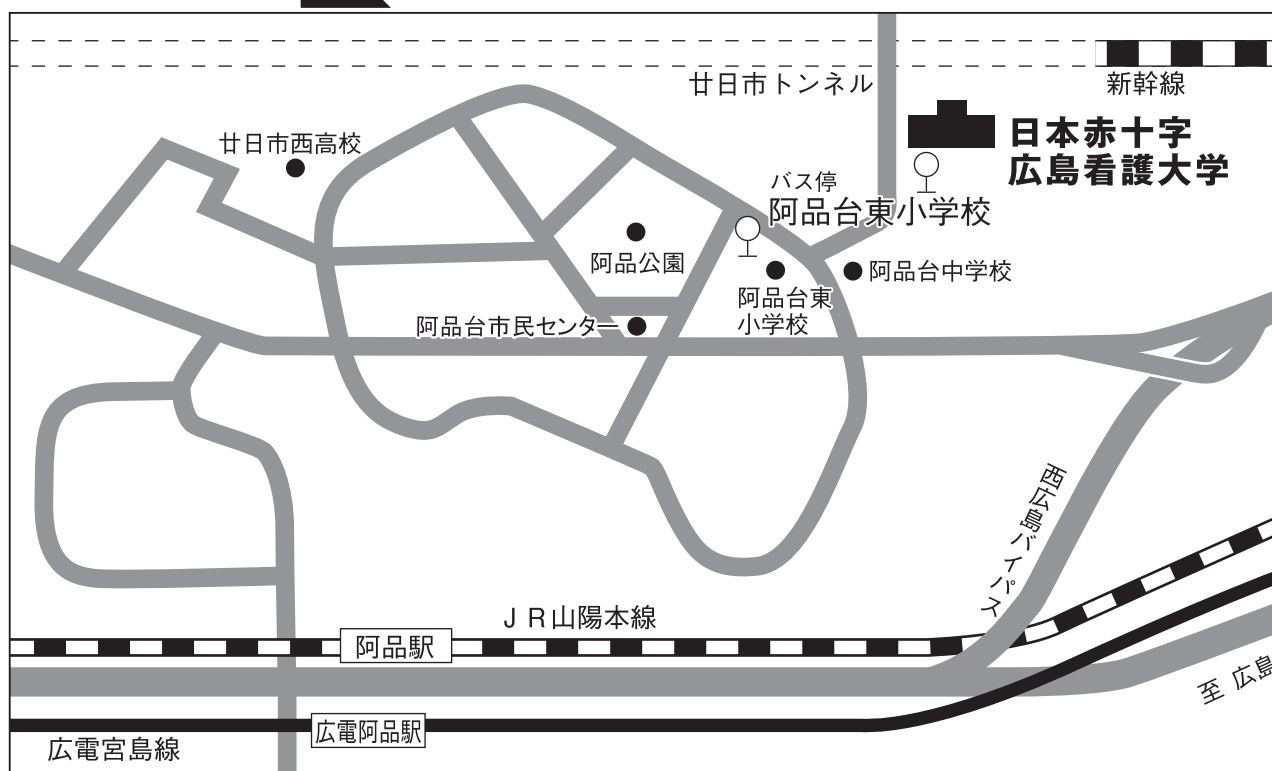 廿日市トンネル
新幹線
日本赤十字
広島看護大学
廿日市西高校
バス停
阿品台東小学校
阿品公園
阿品台中学校
阿品台東
小学校
阿品台市民センター
西広島バイパス
JR山陽本線
阿品駅
至 広島
広電阿品駅
広電宮島線